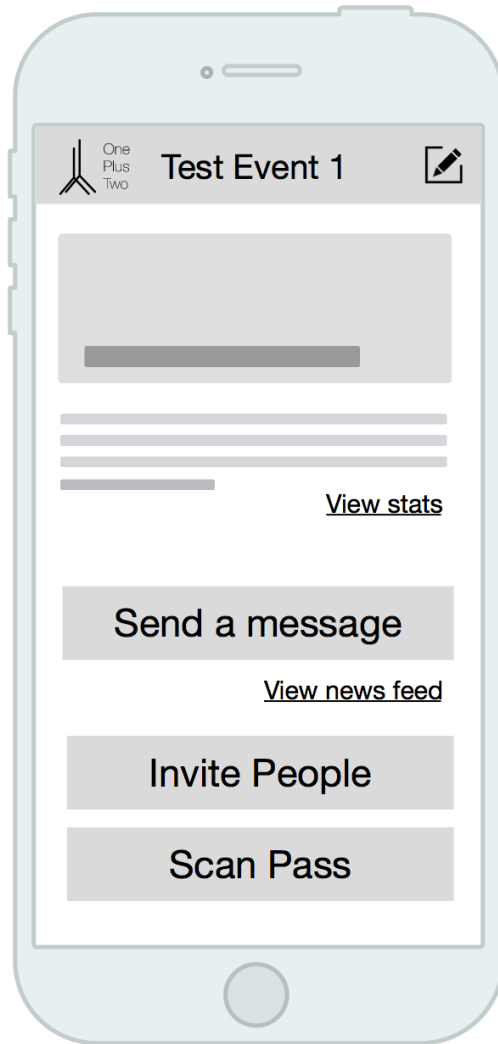 One
Plus
Two
Test Event 1
View stats
Send a message
View news feed
Invite People
Scan Pass